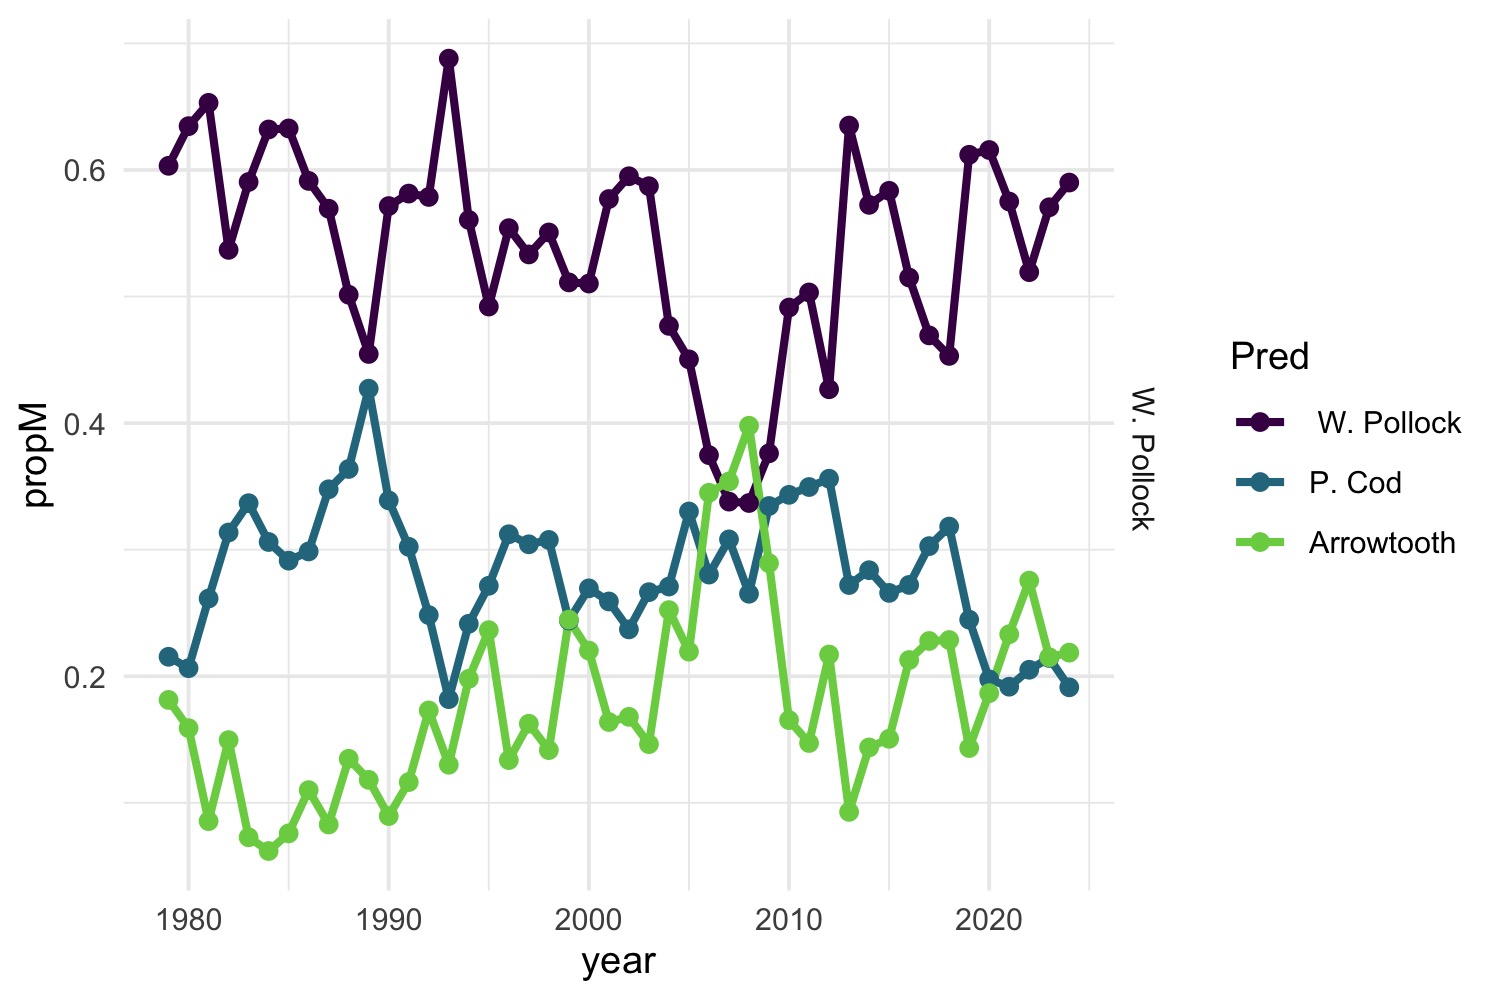 0.6
0.4
0.2
propM
1980
1990
2000
2010
2020
year
W. Pollock
Pred
W. Pollock
P. Cod
Arrowtooth